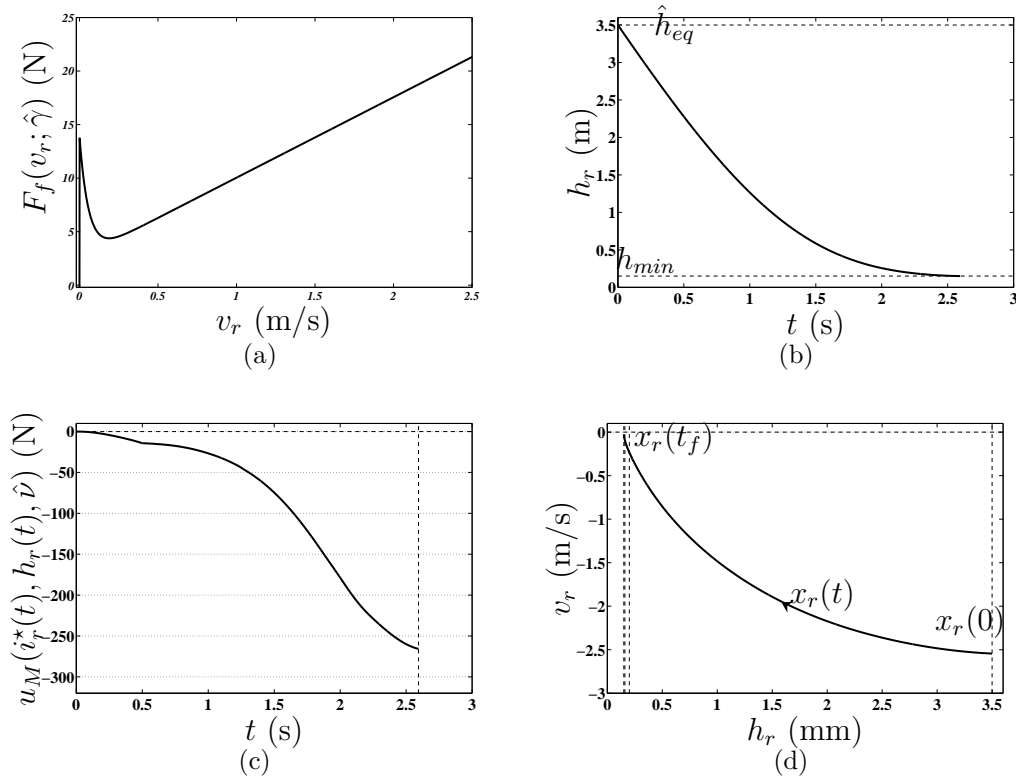 F_f(v_r; γ̂) (N)
25
20
15
10
5
0
0 0.5 1 1.5 2 2.5
v_r (m/s)
(a)
h_r (m)
3.5
3
2.5
2
1.5
1
0.5
0
ĥ_{eq}
h_{min}
0 0.5 1 1.5 2 2.5 3
t (s)
(b)
u_M(i_r^⋆(t), h_r(t), ν̂) (N)
0
−50
−100
−150
−200
−250
−300
0 0.5 1 1.5 2 2.5 3
t (s)
(c)
v_r (m/s)
0
−0.5
−1
−1.5
−2
−2.5
−3
x_r(t_f)
x_r(t)
x_r(0)
0 0.5 1 1.5 2 2.5 3 3.5
h_r (mm)
(d)